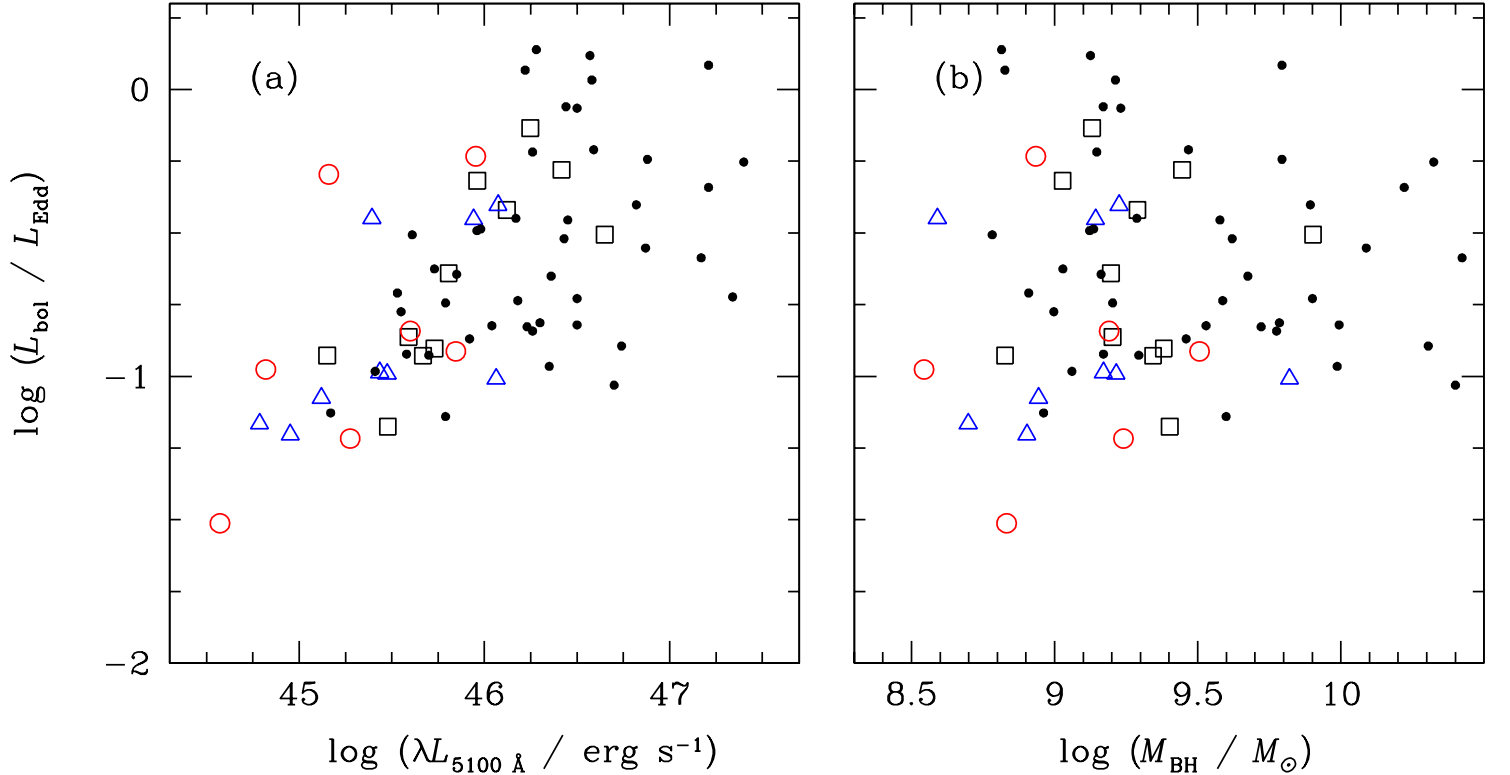 (a)
(b)
0
−1
−2
log (L_bol / L_Edd)
45 46 47
8.5 9 9.5 10
log (λL_5100 Å / erg s⁻¹)
log (M_BH / M_⊙)